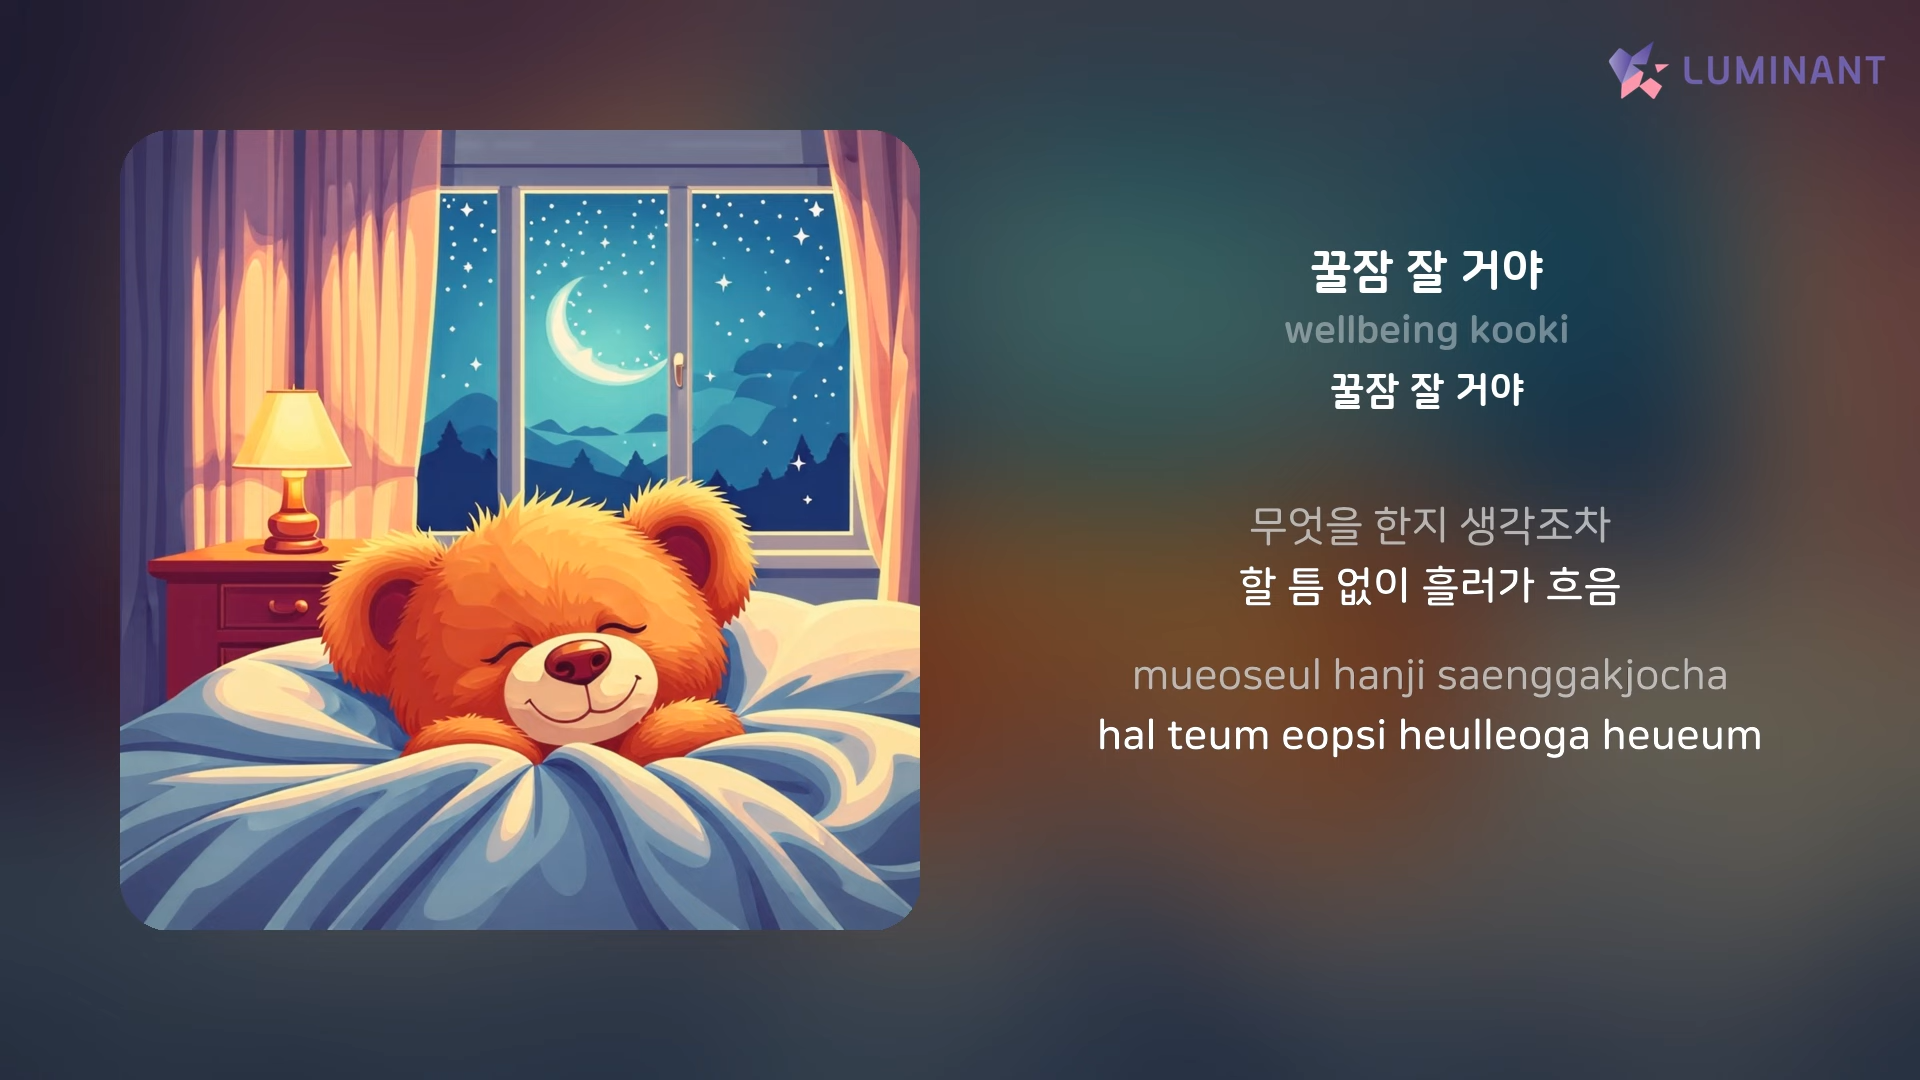 LUMINANT
꿀잠 잘 거야
wellbeing kooki
꿀잠 잘 거야
무엇을 한지 생각조차
할 틈 없이 흘러가 흐음
mueoseul hanji saenggakjocha
hal teum eopsi heulleoga heueum